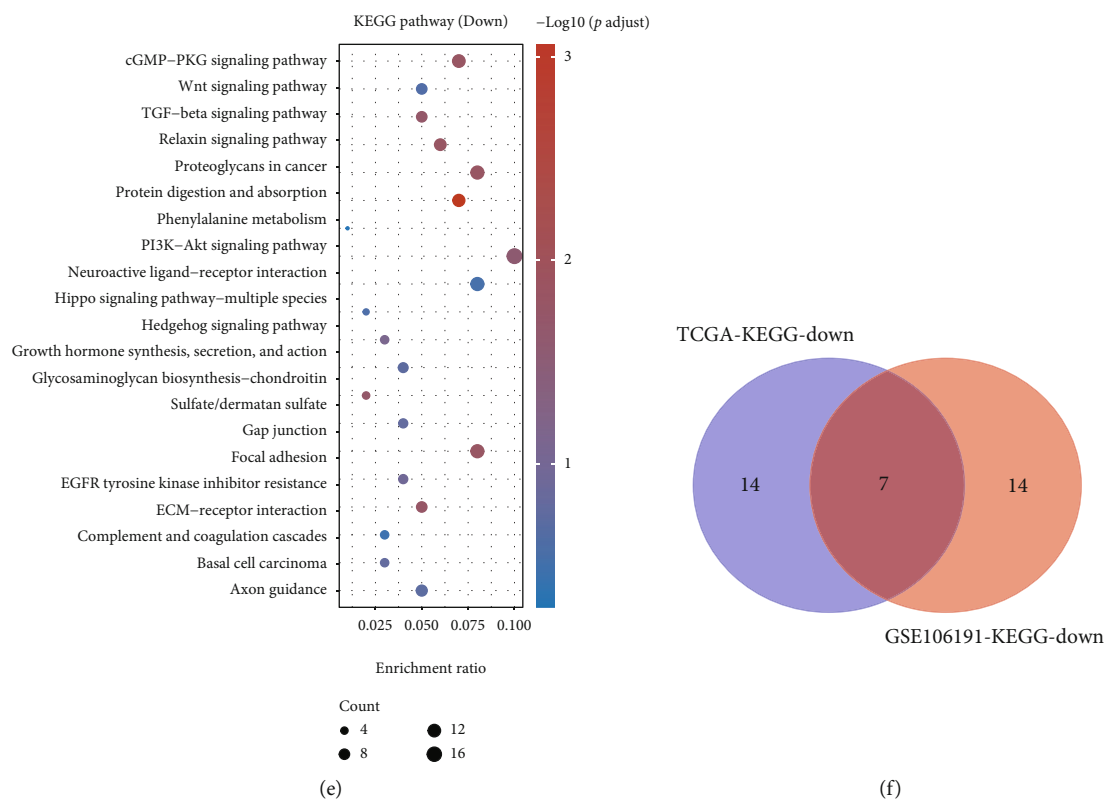 KEGG pathway (Down)
−Log10 (p adjust)
cGMP−PKG signaling pathway
Wnt signaling pathway
TGF−beta signaling pathway
Relaxin signaling pathway
Proteoglycans in cancer
Protein digestion and absorption
Phenylalanine metabolism
PI3K−Akt signaling pathway
Neuroactive ligand−receptor interaction
Hippo signaling pathway−multiple species
Hedgehog signaling pathway
Growth hormone synthesis, secretion, and action
Glycosaminoglycan biosynthesis−chondroitin
Sulfate/dermatan sulfate
Gap junction
Focal adhesion
EGFR tyrosine kinase inhibitor resistance
ECM−receptor interaction
Complement and coagulation cascades
Basal cell carcinoma
Axon guidance
0.025 0.050 0.075 0.100
Enrichment ratio
3
2
1
Count
4 12
8 16
(e)
TCGA-KEGG-down
14 7 14
GSE106191-KEGG-down
(f)